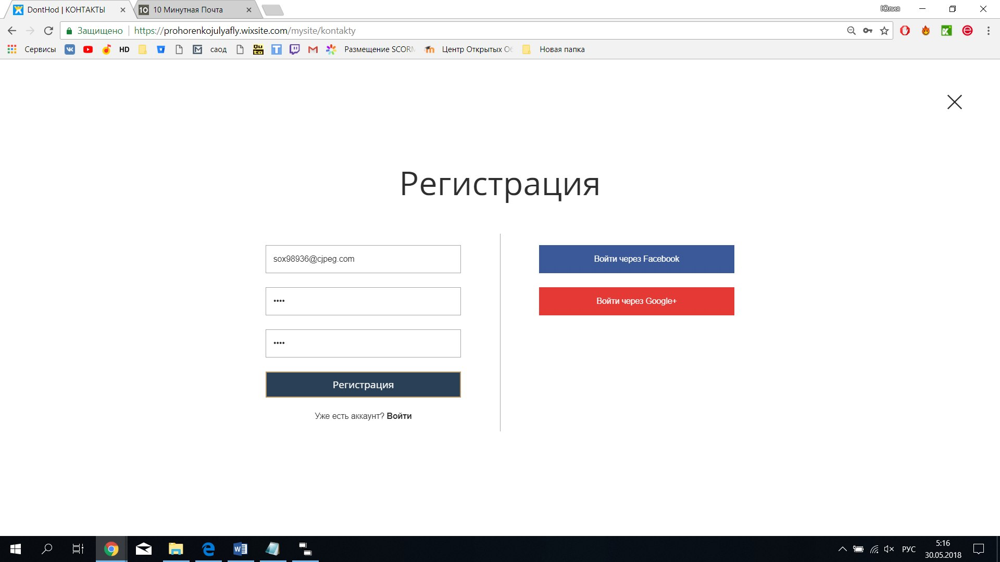 DontHod | КОНТАКТЫ
10 Минутная Почта
Юлия
Защищено
https://prohorenkojulyafly.wixsite.com/mysite/kontakty
Сервисы
HD
саод
Размещение SCORM
Центр Открытых Об
Новая папка
Регистрация
sox98936@cjpeg.com
••••
••••
Регистрация
Уже есть аккаунт? Войти
Войти через Facebook
Войти через Google+
РУС
5:16
30.05.2018